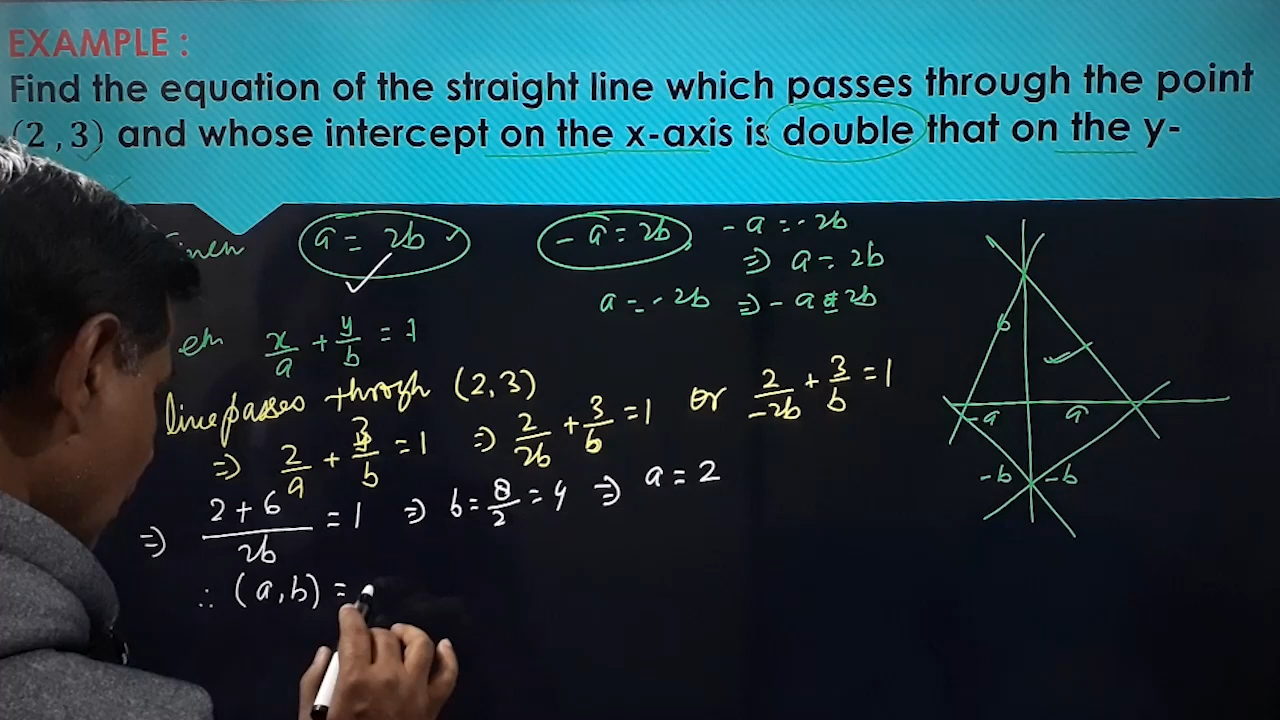 EXAMPLE :
Find the equation of the straight line which passes through the point
(2 , 3) and whose intercept on the x-axis is double that on the y-
a = 2b ✓ - a = 2b, - a = - 2b
⇒ a = 2b
a = - 2b ⇒ - a = 2b
x/a + y/b = 1
line passes through (2, 3)
⇒ 2/a + 3/b = 1 ⇒ 2/2b + 3/b = 1 or 2/-2b + 3/b = 1
⇒ (2 + 6)/2b = 1 ⇒ b = 8/2 = 4 ⇒ a = 2
∴ (a, b) =
b
- a a
- b - b